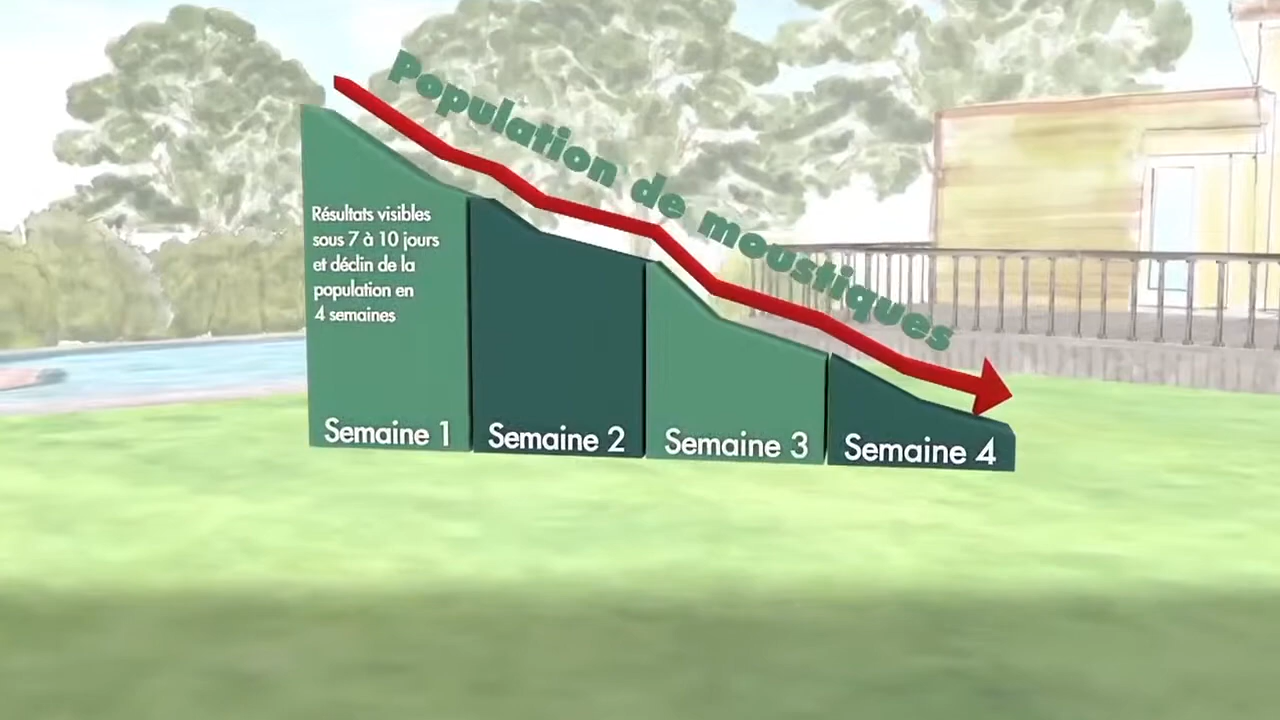 Population de moustiques
Résultats visibles
sous 7 à 10 jours
et déclin de la
population en
4 semaines
Semaine 1
Semaine 2
Semaine 3
Semaine 4